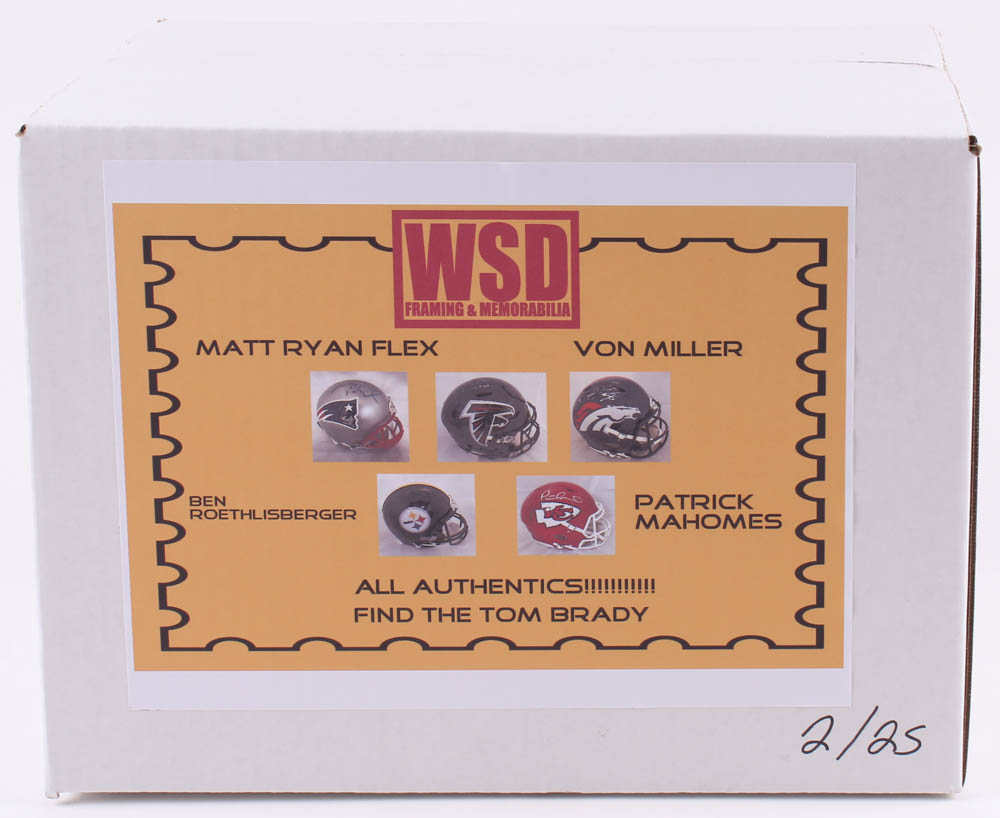 WSD
FRAMING & MEMORABILIA
MATT RYAN FLEX
VON MILLER
BEN
ROETHLISBERGER
PATRICK
MAHOMES
ALL AUTHENTICS!!!!!!!!!!!
FIND THE TOM BRADY
2/25